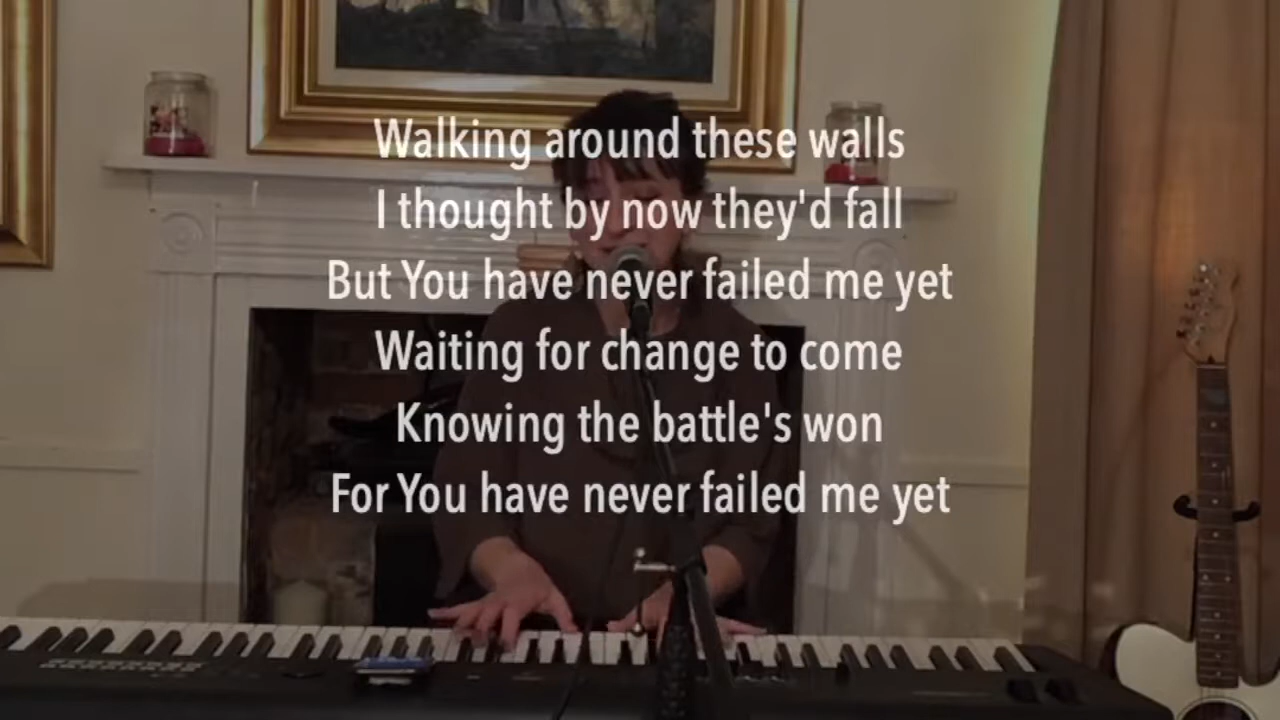 Walking around these walls
I thought by now they'd fall
But You have never failed me yet
Waiting for change to come
Knowing the battle's won
For You have never failed me yet